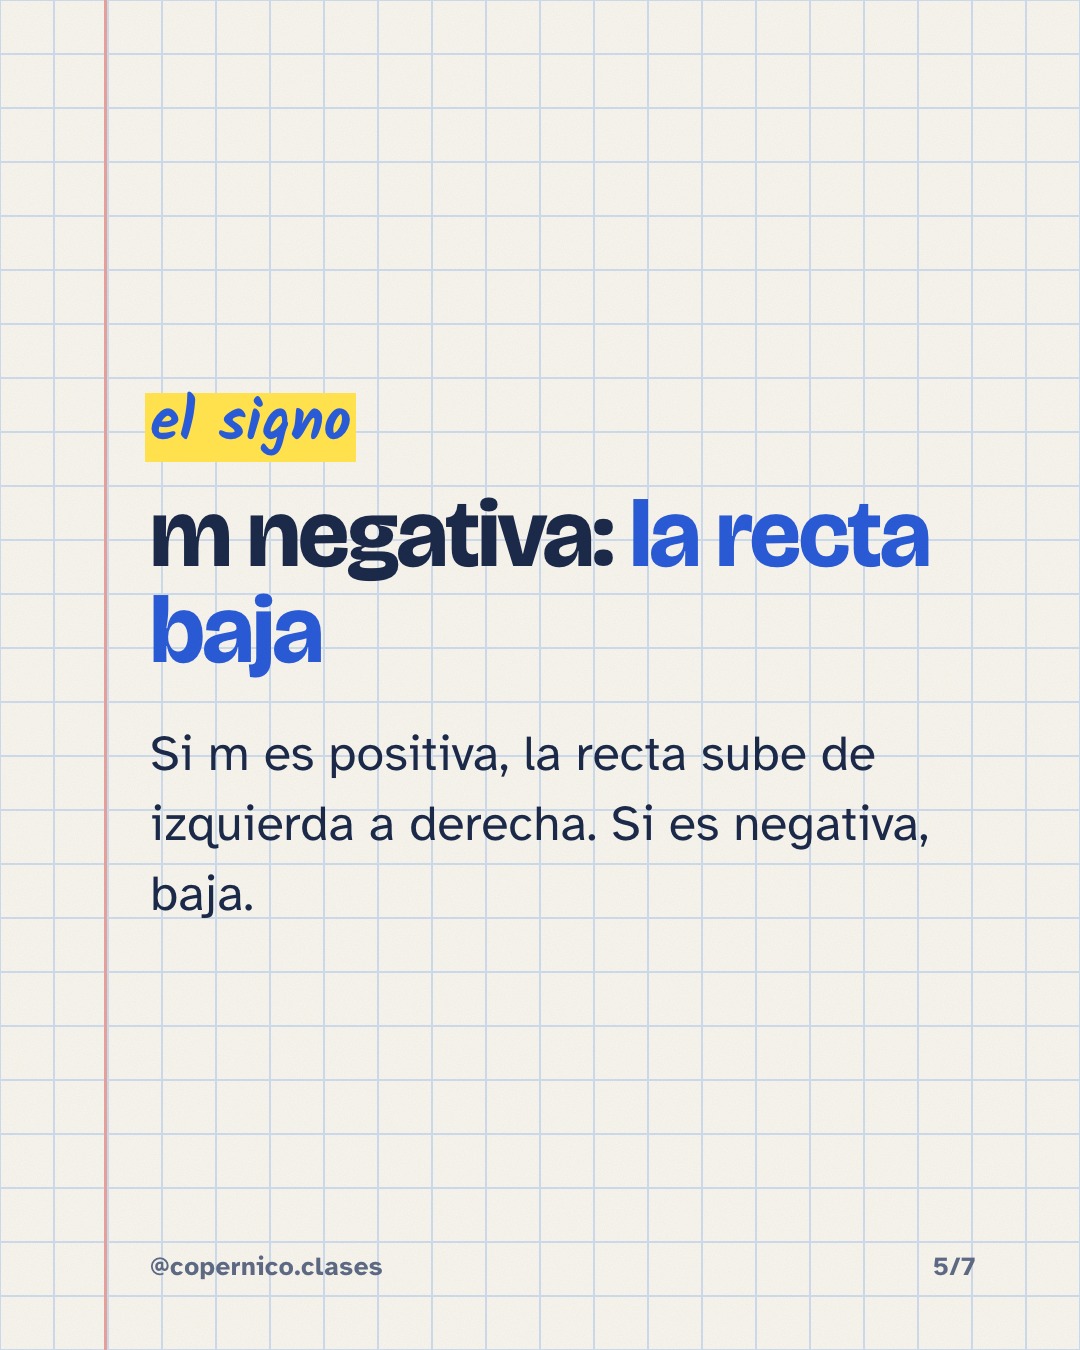 el signo
m negativa: la recta
baja
Si m es positiva, la recta sube de
izquierda a derecha. Si es negativa,
baja.
@copernico.clases
5/7